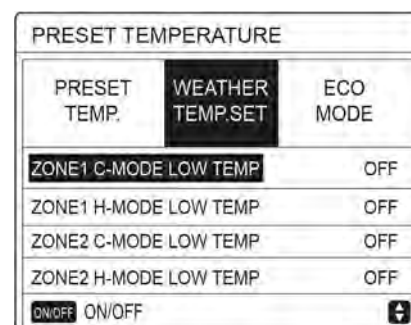 PRESET TEMPERATURE
PRESET TEMP.
WEATHER TEMP.SET
ECO MODE
ZONE1 C-MODE LOW TEMP OFF
ZONE1 H-MODE LOW TEMP OFF
ZONE2 C-MODE LOW TEMP OFF
ZONE2 H-MODE LOW TEMP OFF
ON/OFF ON/OFF